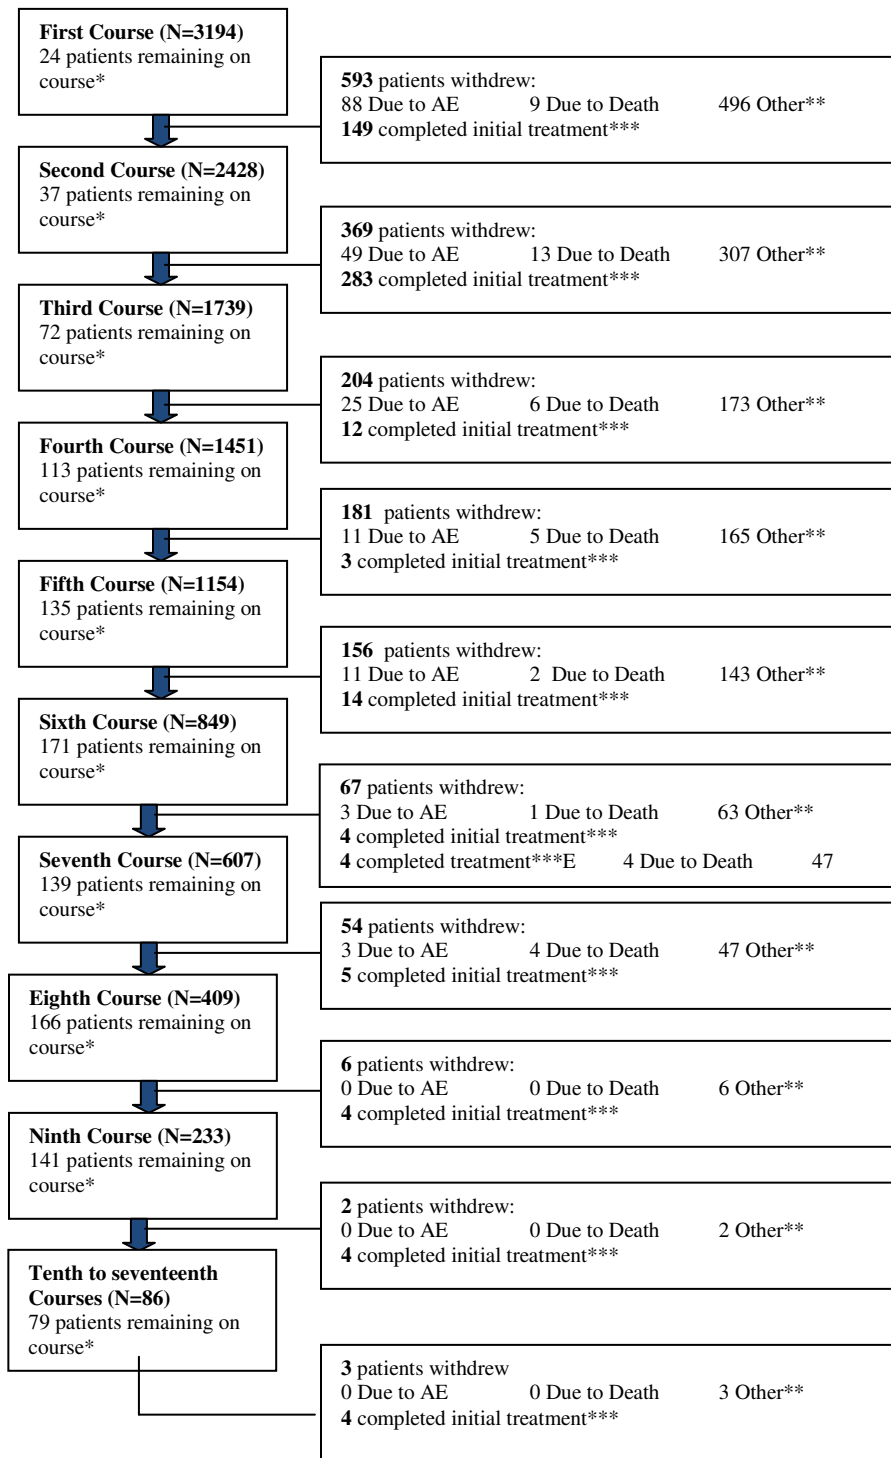 First Course (N=3194)
24 patients remaining on
course*
593 patients withdrew:
88 Due to AE 9 Due to Death 496 Other**
149 completed initial treatment***
Second Course (N=2428)
37 patients remaining on
course*
369 patients withdrew:
49 Due to AE 13 Due to Death 307 Other**
283 completed initial treatment***
Third Course (N=1739)
72 patients remaining on
course*
204 patients withdrew:
25 Due to AE 6 Due to Death 173 Other**
12 completed initial treatment***
Fourth Course (N=1451)
113 patients remaining on
course*
181 patients withdrew:
11 Due to AE 5 Due to Death 165 Other**
3 completed initial treatment***
Fifth Course (N=1154)
135 patients remaining on
course*
156 patients withdrew:
11 Due to AE 2 Due to Death 143 Other**
14 completed initial treatment***
Sixth Course (N=849)
171 patients remaining on
course*
67 patients withdrew:
3 Due to AE 1 Due to Death 63 Other**
4 completed initial treatment***
4 completed treatment***E 4 Due to Death 47
Seventh Course (N=607)
139 patients remaining on
course*
54 patients withdrew:
3 Due to AE 4 Due to Death 47 Other**
5 completed initial treatment***
Eighth Course (N=409)
166 patients remaining on
course*
6 patients withdrew:
0 Due to AE 0 Due to Death 6 Other**
4 completed initial treatment***
Ninth Course (N=233)
141 patients remaining on
course*
2 patients withdrew:
0 Due to AE 0 Due to Death 2 Other**
4 completed initial treatment***
Tenth to seventeenth
Courses (N=86)
79 patients remaining on
course*
3 patients withdrew
0 Due to AE 0 Due to Death 3 Other**
4 completed initial treatment***